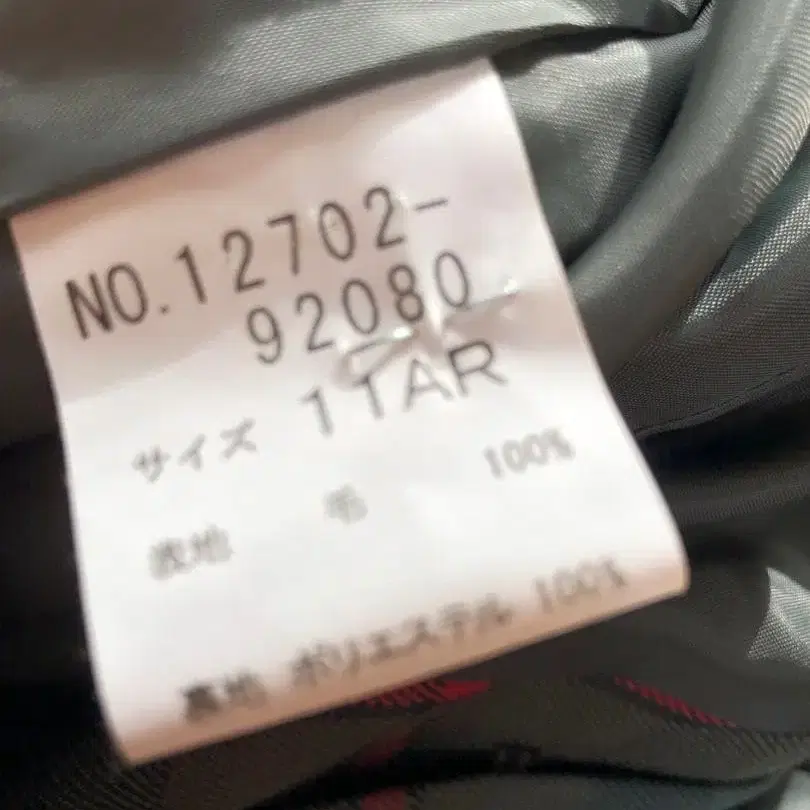 NO.12702-
92080
サイズ 11AR
表地 毛 100%
裏地 ポリエステル 100%